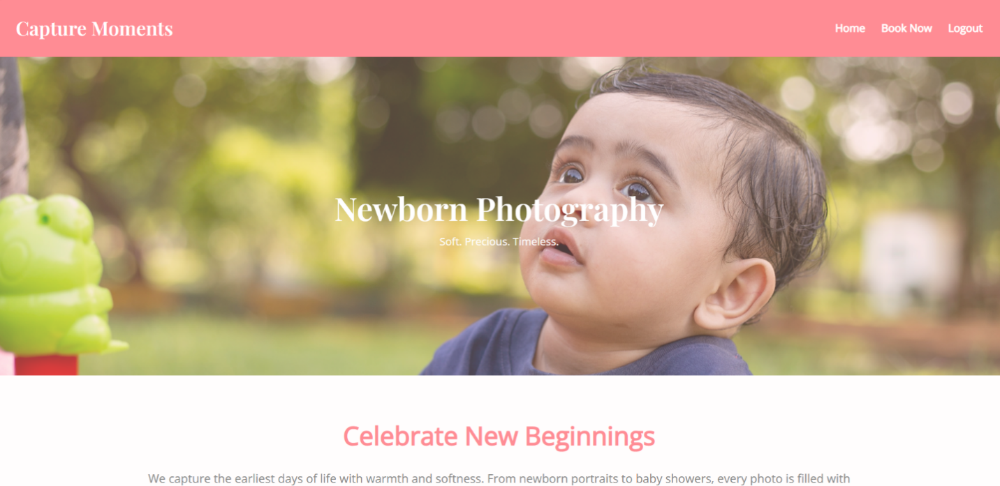 Capture Moments
Home Book Now Logout
Newborn Photography
Soft. Precious. Timeless.
Celebrate New Beginnings
We capture the earliest days of life with warmth and softness. From newborn portraits to baby showers, every photo is filled with